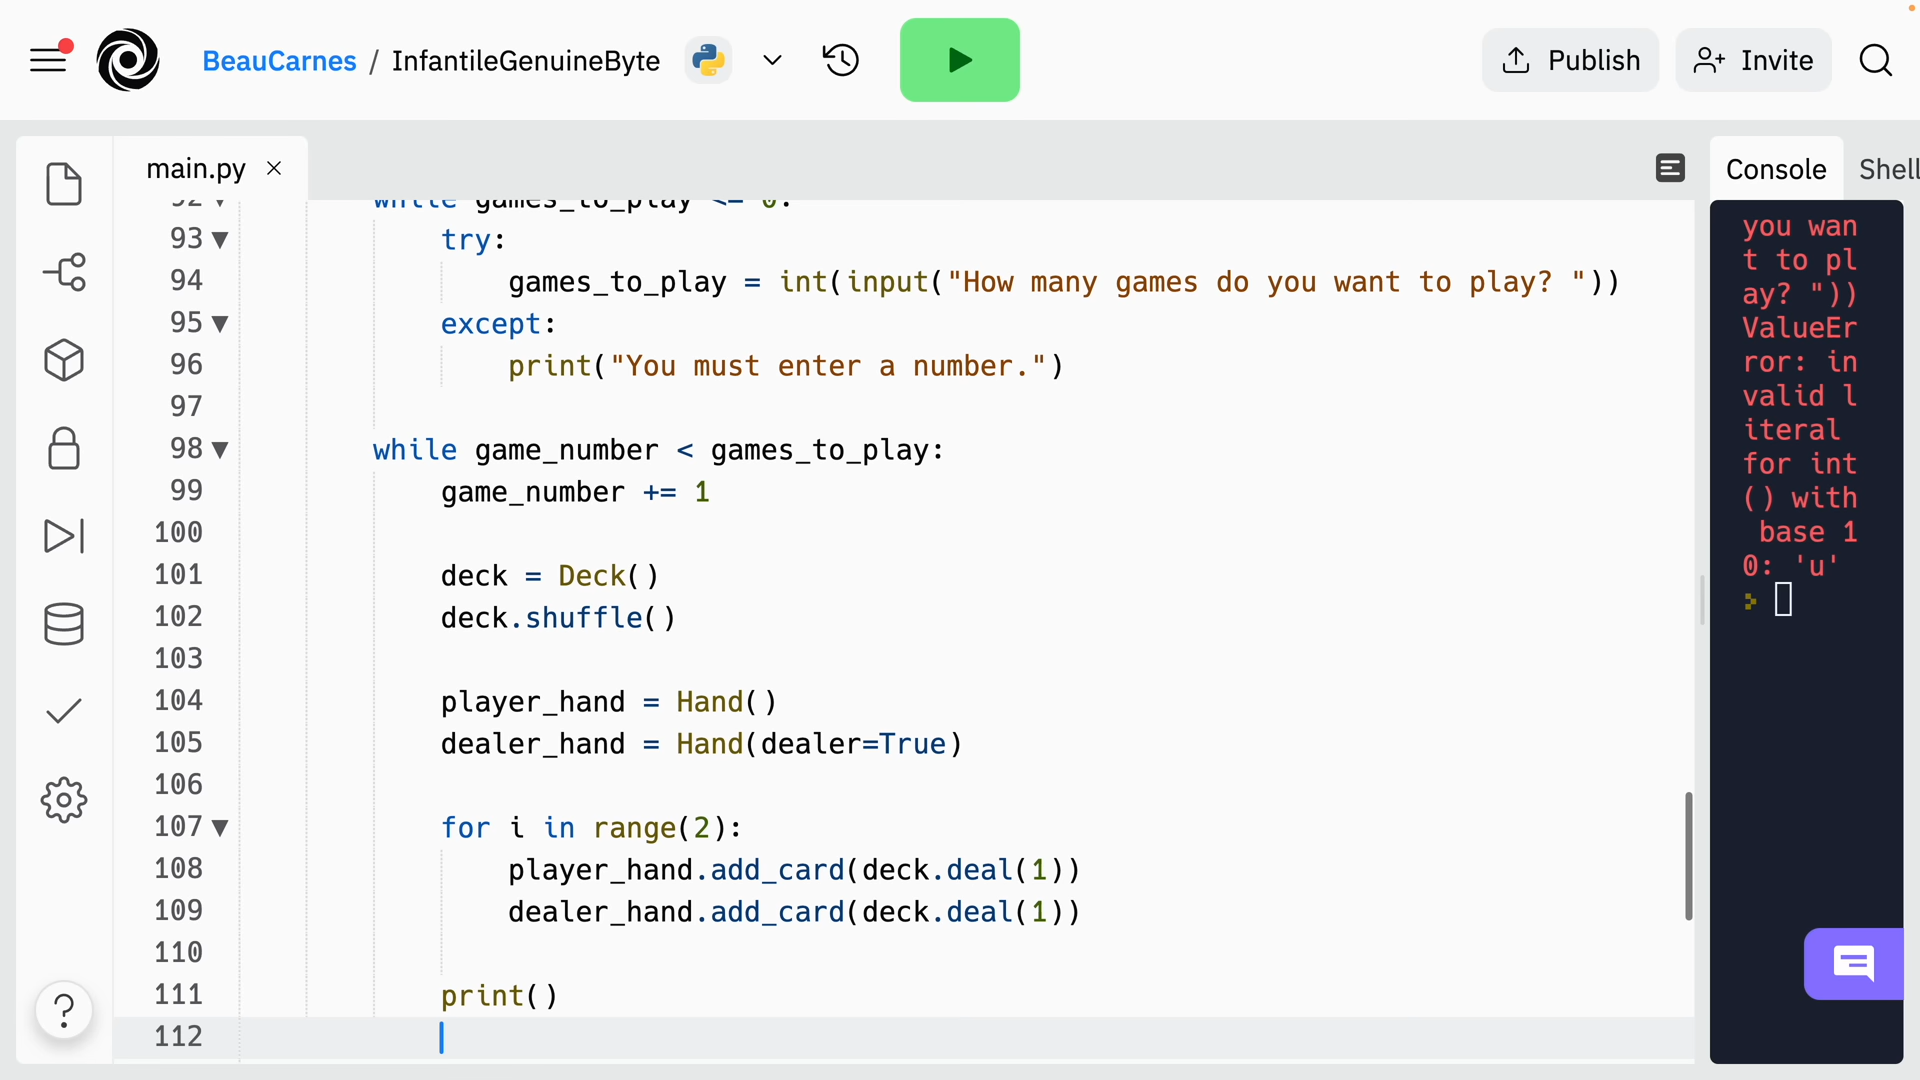 BeauCarnes / InfantileGenuineByte
Publish
Invite
main.py
Console
Shell
92 while games_to_play <= 0:
93 try:
94 games_to_play = int(input("How many games do you want to play? "))
95 except:
96 print("You must enter a number.")
97
98 while game_number < games_to_play:
99 game_number += 1
100
101 deck = Deck()
102 deck.shuffle()
103
104 player_hand = Hand()
105 dealer_hand = Hand(dealer=True)
106
107 for i in range(2):
108 player_hand.add_card(deck.deal(1))
109 dealer_hand.add_card(deck.deal(1))
110
111 print()
112
you wan
t to pl
ay? "))
ValueEr
ror: in
valid l
iteral
for int
() with
base 1
0: 'u'
?